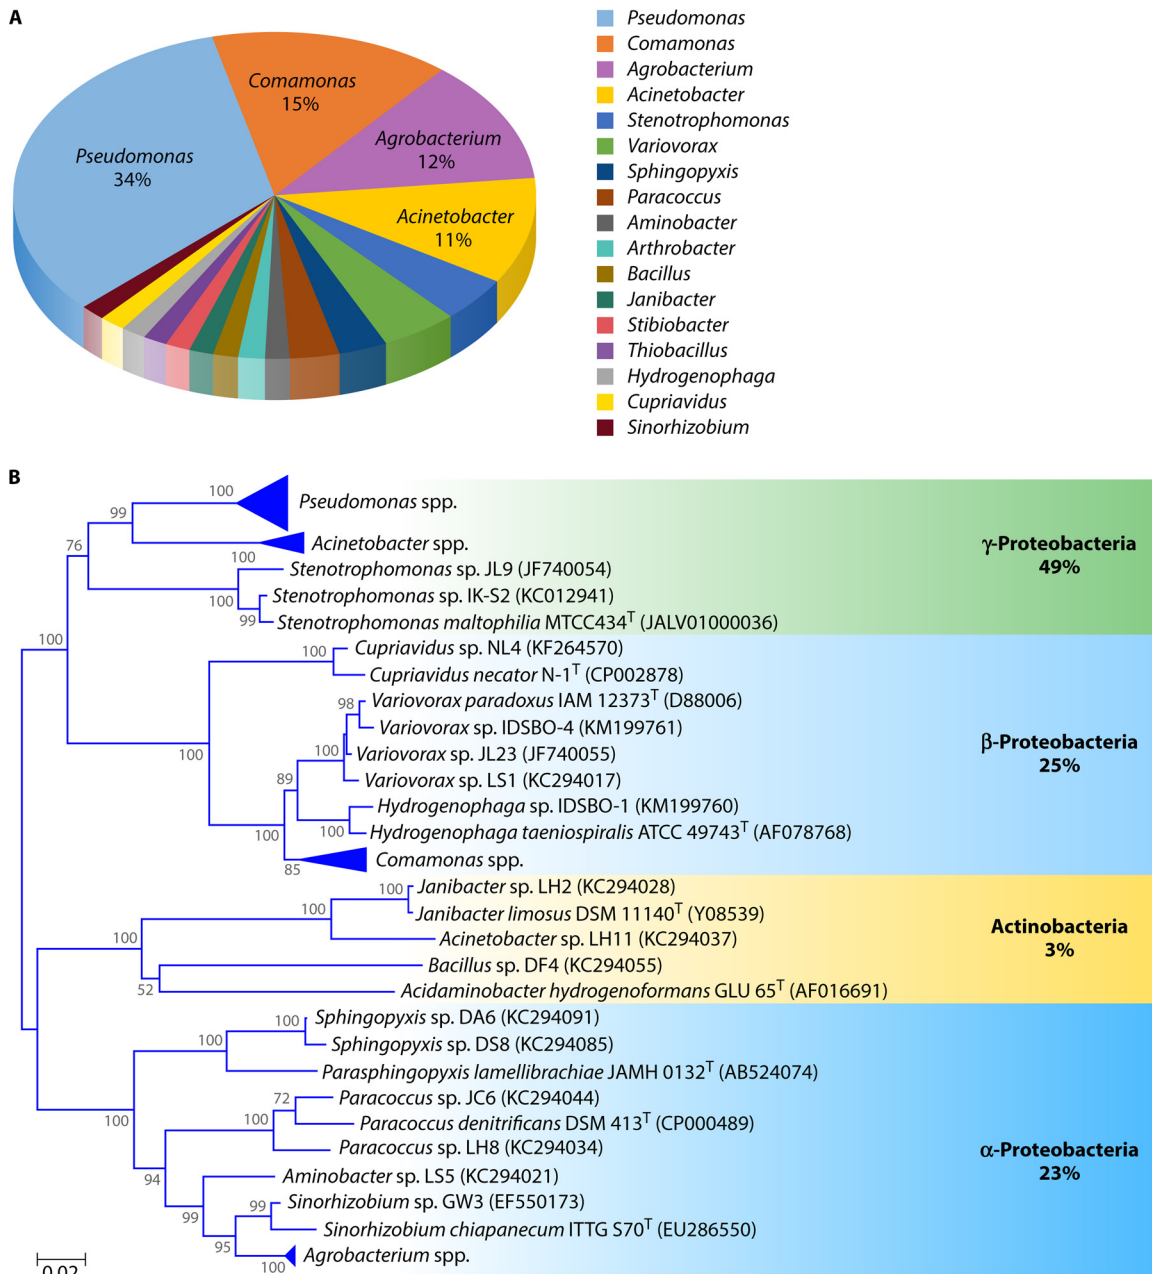 A
Pseudomonas
34%
Comamonas
15%
Agrobacterium
12%
Acinetobacter
11%
Pseudomonas
Comamonas
Agrobacterium
Acinetobacter
Stenotrophomonas
Variovorax
Sphingopyxis
Paracoccus
Aminobacter
Arthrobacter
Bacillus
Janibacter
Stibiobacter
Thiobacillus
Hydrogenophaga
Cupriavidus
Sinorhizobium
B
100
Pseudomonas spp.
99
Acinetobacter spp.
76
100
Stenotrophomonas sp. JL9 (JF740054)
100
Stenotrophomonas sp. IK-S2 (KC012941)
99
Stenotrophomonas maltophilia MTCC434T (JALV01000036)
γ-Proteobacteria
49%
100
100
Cupriavidus sp. NL4 (KF264570)
Cupriavidus necator N-1T (CP002878)
98
Variovorax paradoxus IAM 12373T (D88006)
Variovorax sp. IDSBO-4 (KM199761)
100
100
Variovorax sp. JL23 (JF740055)
Variovorax sp. LS1 (KC294017)
89
Hydrogenophaga sp. IDSBO-1 (KM199760)
100
100
Hydrogenophaga taeniospiralis ATCC 49743T (AF078768)
85
Comamonas spp.
β-Proteobacteria
25%
100
Janibacter sp. LH2 (KC294028)
100
Janibacter limosus DSM 11140T (Y08539)
100
Acinetobacter sp. LH11 (KC294037)
Bacillus sp. DF4 (KC294055)
52
Acidaminobacter hydrogenoformans GLU 65T (AF016691)
Actinobacteria
3%
100
Sphingopyxis sp. DA6 (KC294091)
100
Sphingopyxis sp. DS8 (KC294085)
Parasphingopyxis lamellibrachiae JAMH 0132T (AB524074)
72
Paracoccus sp. JC6 (KC294044)
100
100
Paracoccus denitrificans DSM 413T (CP000489)
Paracoccus sp. LH8 (KC294034)
94
Aminobacter sp. LS5 (KC294021)
99
99
Sinorhizobium sp. GW3 (EF550173)
Sinorhizobium chiapanecum ITTG S70T (EU286550)
95
100
Agrobacterium spp.
α-Proteobacteria
23%
0.02